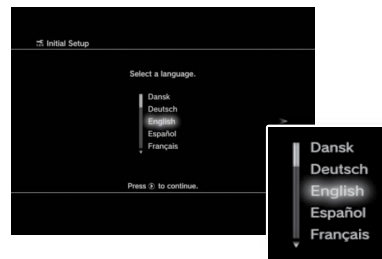 Initial Setup
Select a language.
Dansk
Deutsch
English
Español
Français
Press to continue.
Dansk
Deutsch
English
Español
Français